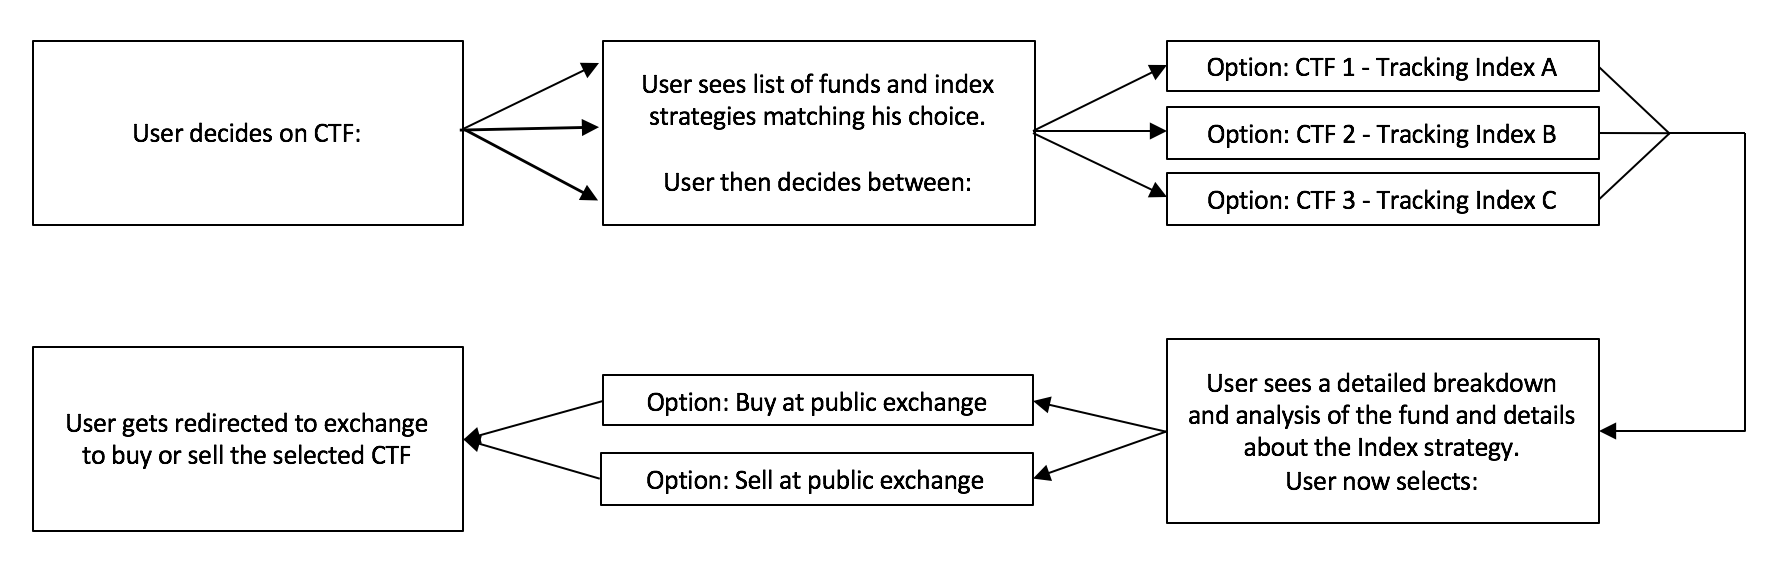 User decides on CTF:
User sees list of funds and index
strategies matching his choice.
User then decides between:
Option: CTF 1 - Tracking Index A
Option: CTF 2 - Tracking Index B
Option: CTF 3 - Tracking Index C
User sees a detailed breakdown
and analysis of the fund and details
about the Index strategy.
User now selects:
Option: Buy at public exchange
Option: Sell at public exchange
User gets redirected to exchange
to buy or sell the selected CTF